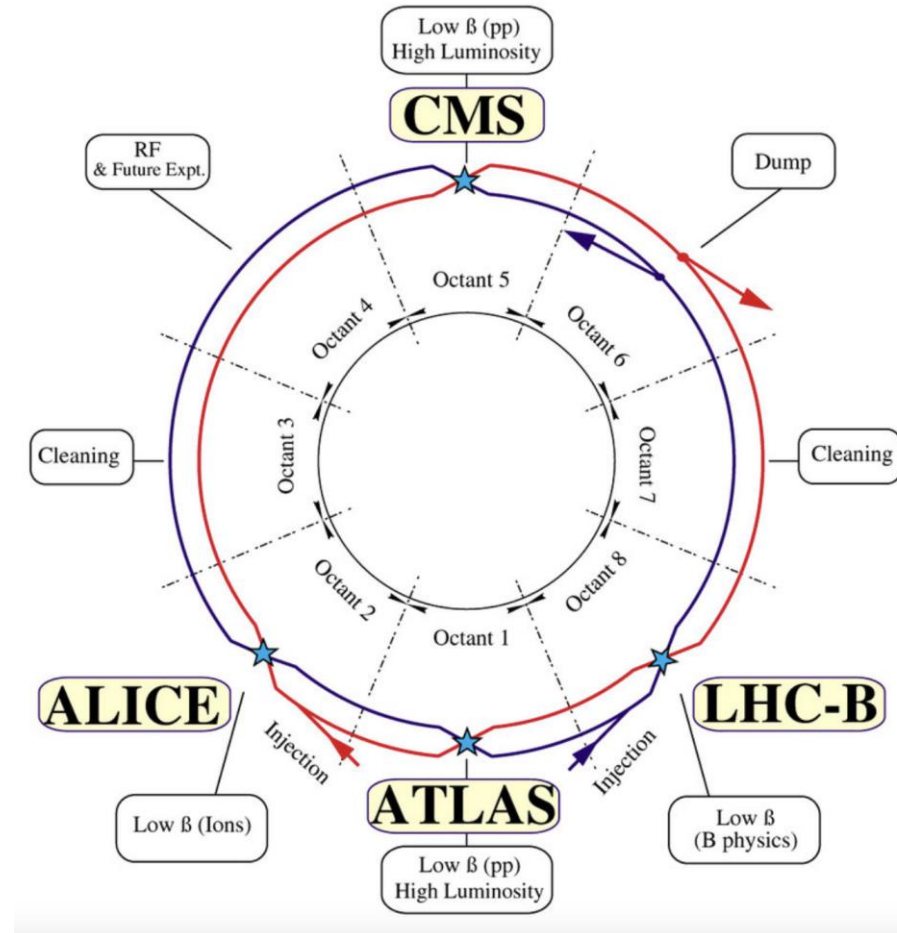 Low ß (pp)
High Luminosity
CMS
RF
& Future Expt.
Dump
Octant 5
Octant 4
Octant 6
Cleaning
Octant 3
Octant 7
Cleaning
Octant 2
Octant 8
Octant 1
ALICE
LHC-B
Injection
Injection
ATLAS
Low ß (Ions)
Low ß
(B physics)
Low ß (pp)
High Luminosity